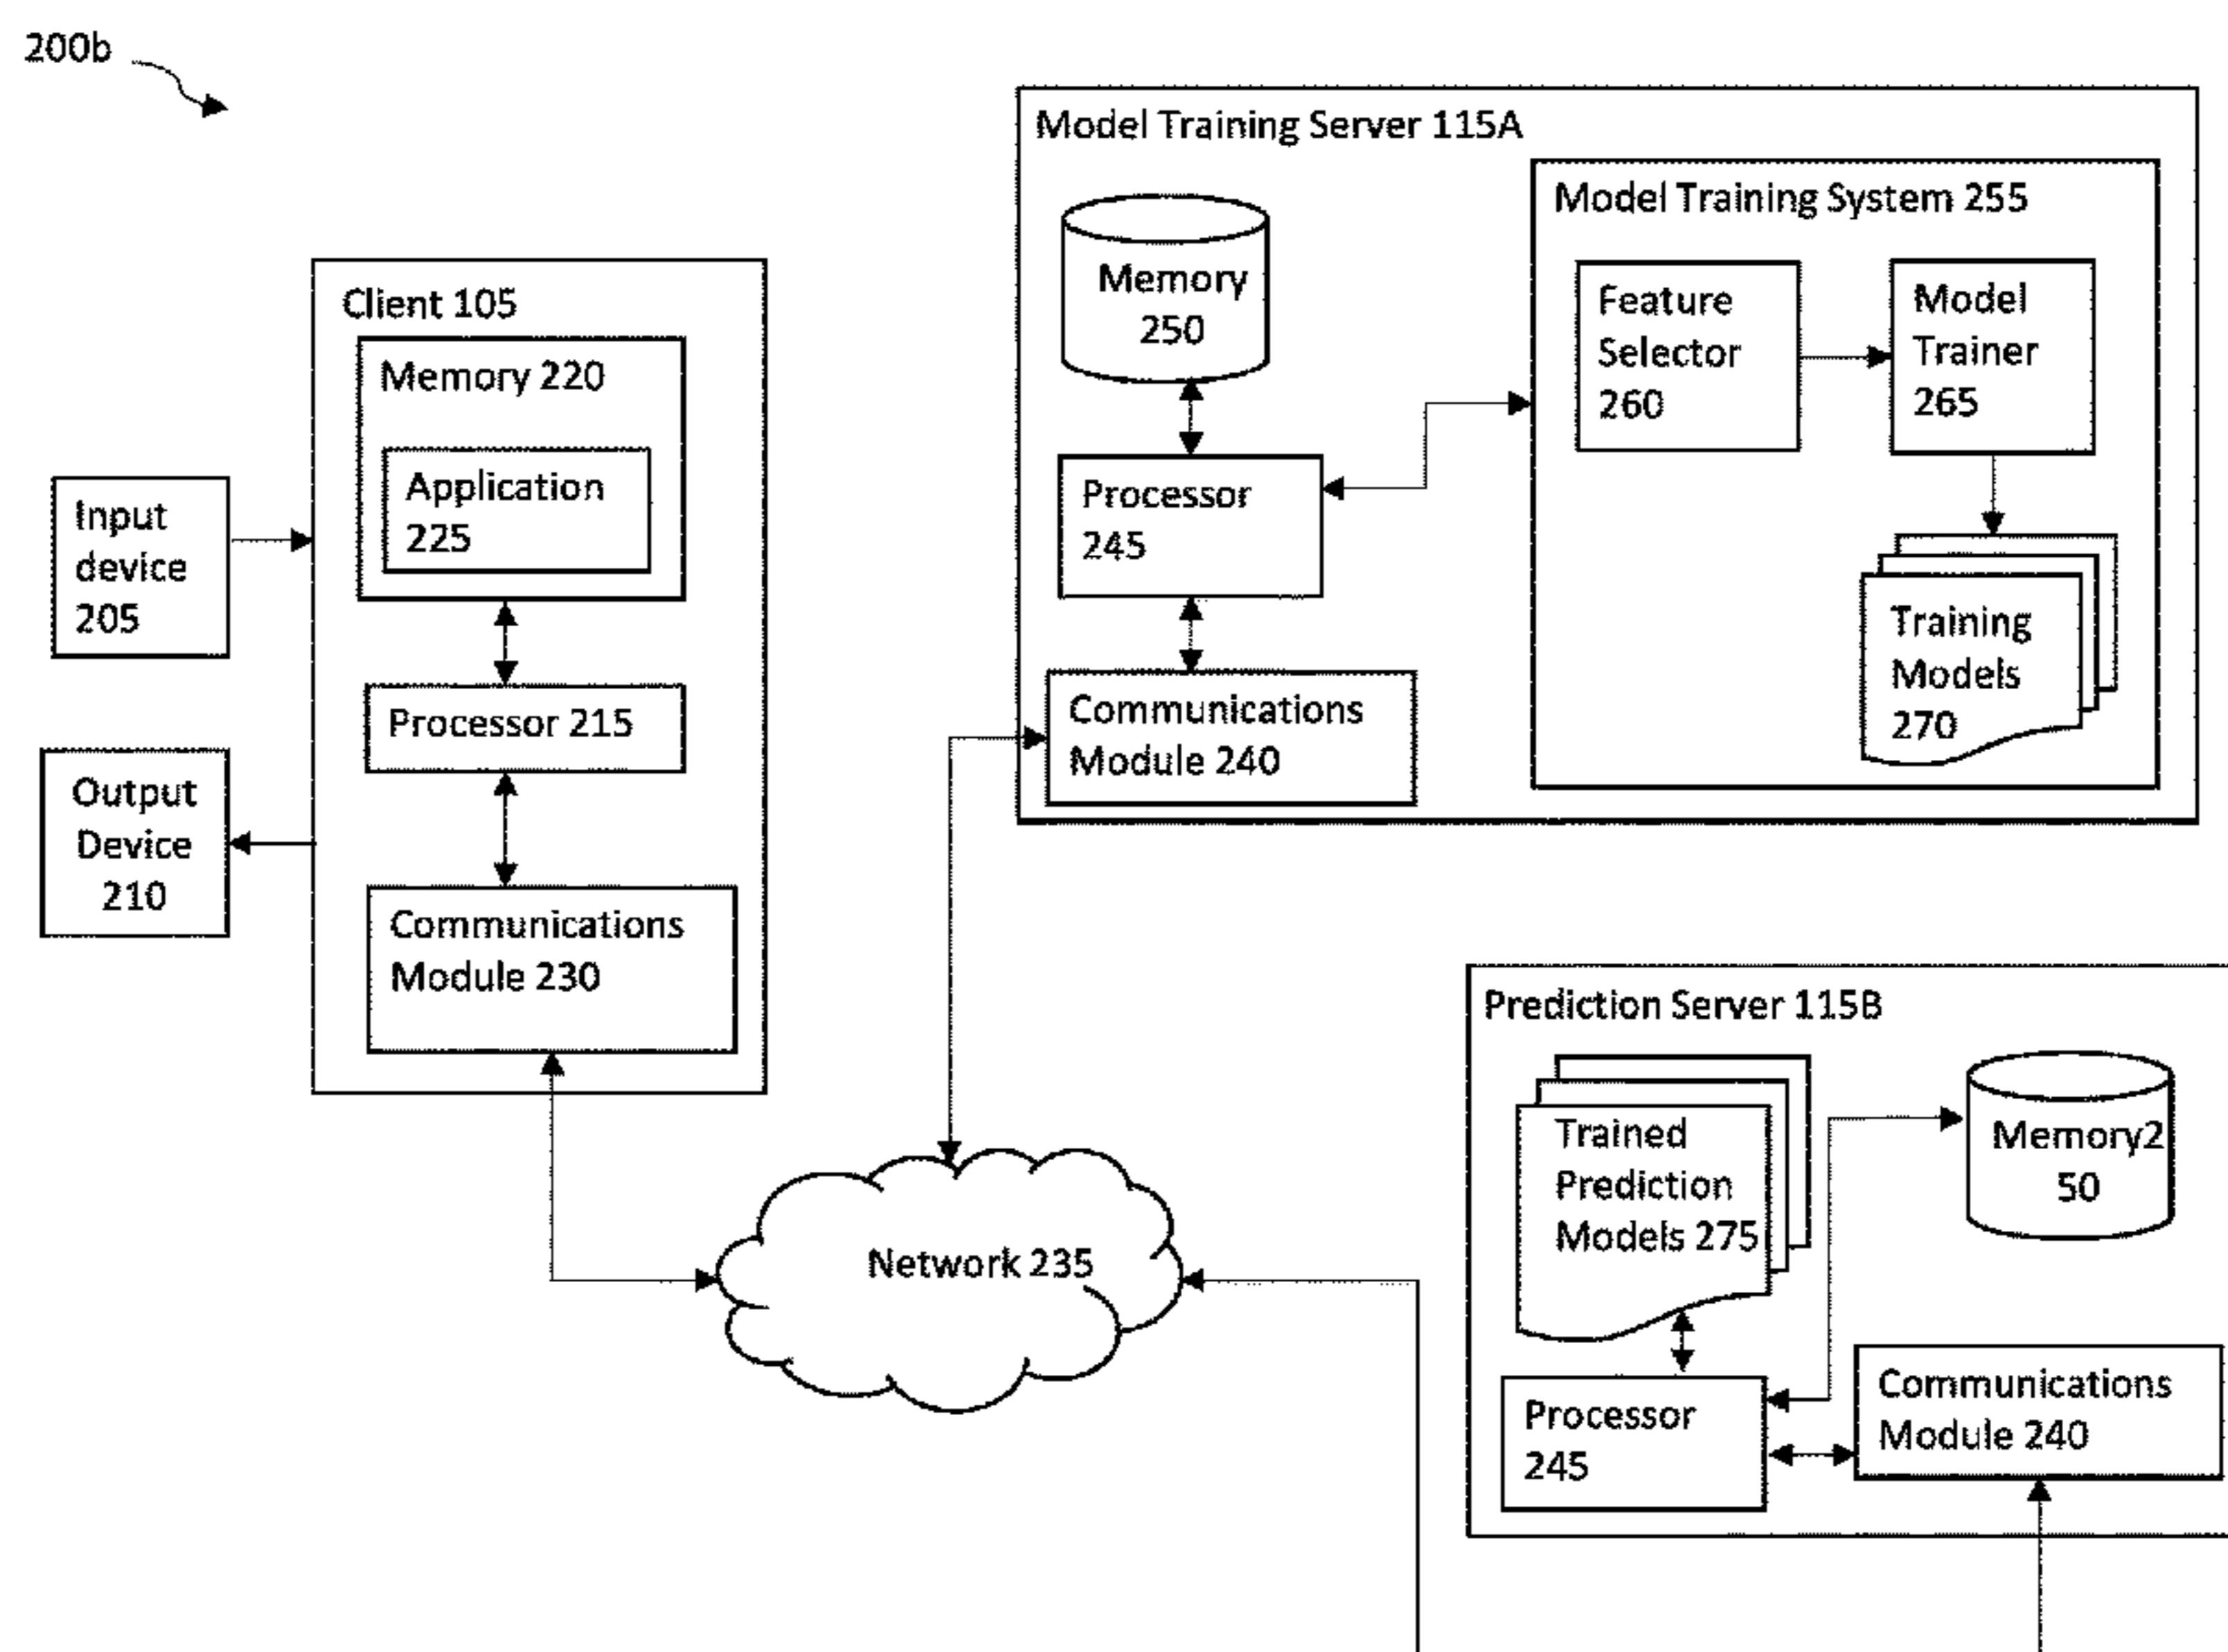 200b
Model Training Server 115A
Model Training System 255
Memory
250
Feature
Selector
260
Model
Trainer
265
Processor
245
Training
Models
270
Communications
Module 240
Client 105
Memory 220
Application
225
Input
device
205
Processor 215
Output
Device
210
Communications
Module 230
Network 235
Prediction Server 115B
Trained
Prediction
Models 275
Memory2
50
Processor
245
Communications
Module 240